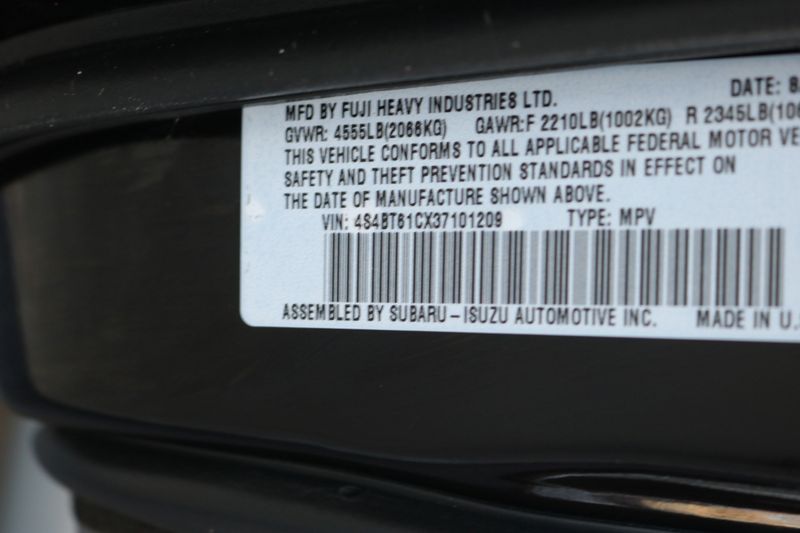 DATE: 8
MFD BY FUJI HEAVY INDUSTRIES LTD.
GVWR: 4555LB(2066KG) GAWR:F 2210LB(1002KG) R 2345LB(106
THIS VEHICLE CONFORMS TO ALL APPLICABLE FEDERAL MOTOR VE
SAFETY AND THEFT PREVENTION STANDARDS IN EFFECT ON
THE DATE OF MANUFACTURE SHOWN ABOVE.
VIN: 4S4BT61CX37101209 TYPE: MPV
ASSEMBLED BY SUBARU-ISUZU AUTOMOTIVE INC. MADE IN U.S